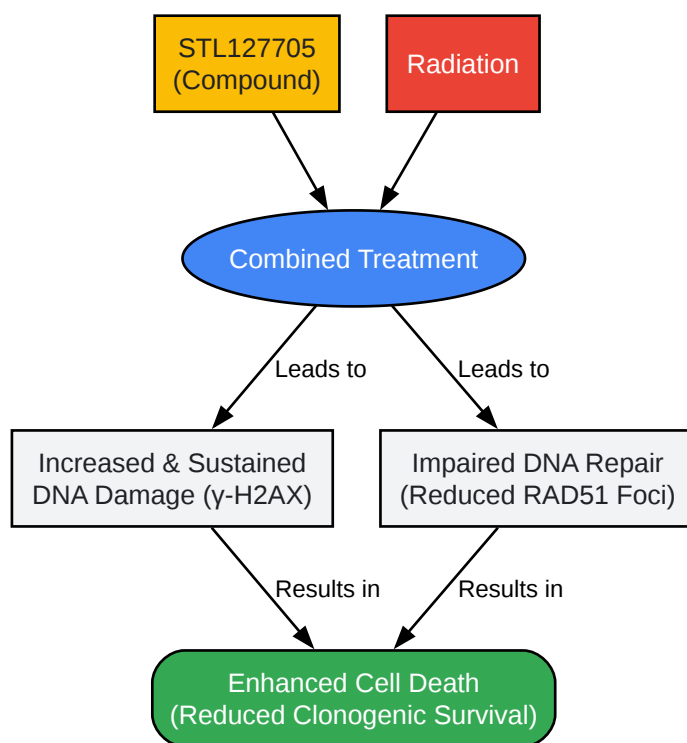 STL127705
(Compound)
Radiation
Combined Treatment
Leads to
Leads to
Increased & Sustained
DNA Damage (γ-H2AX)
Impaired DNA Repair
(Reduced RAD51 Foci)
Results in
Results in
Enhanced Cell Death
(Reduced Clonogenic Survival)